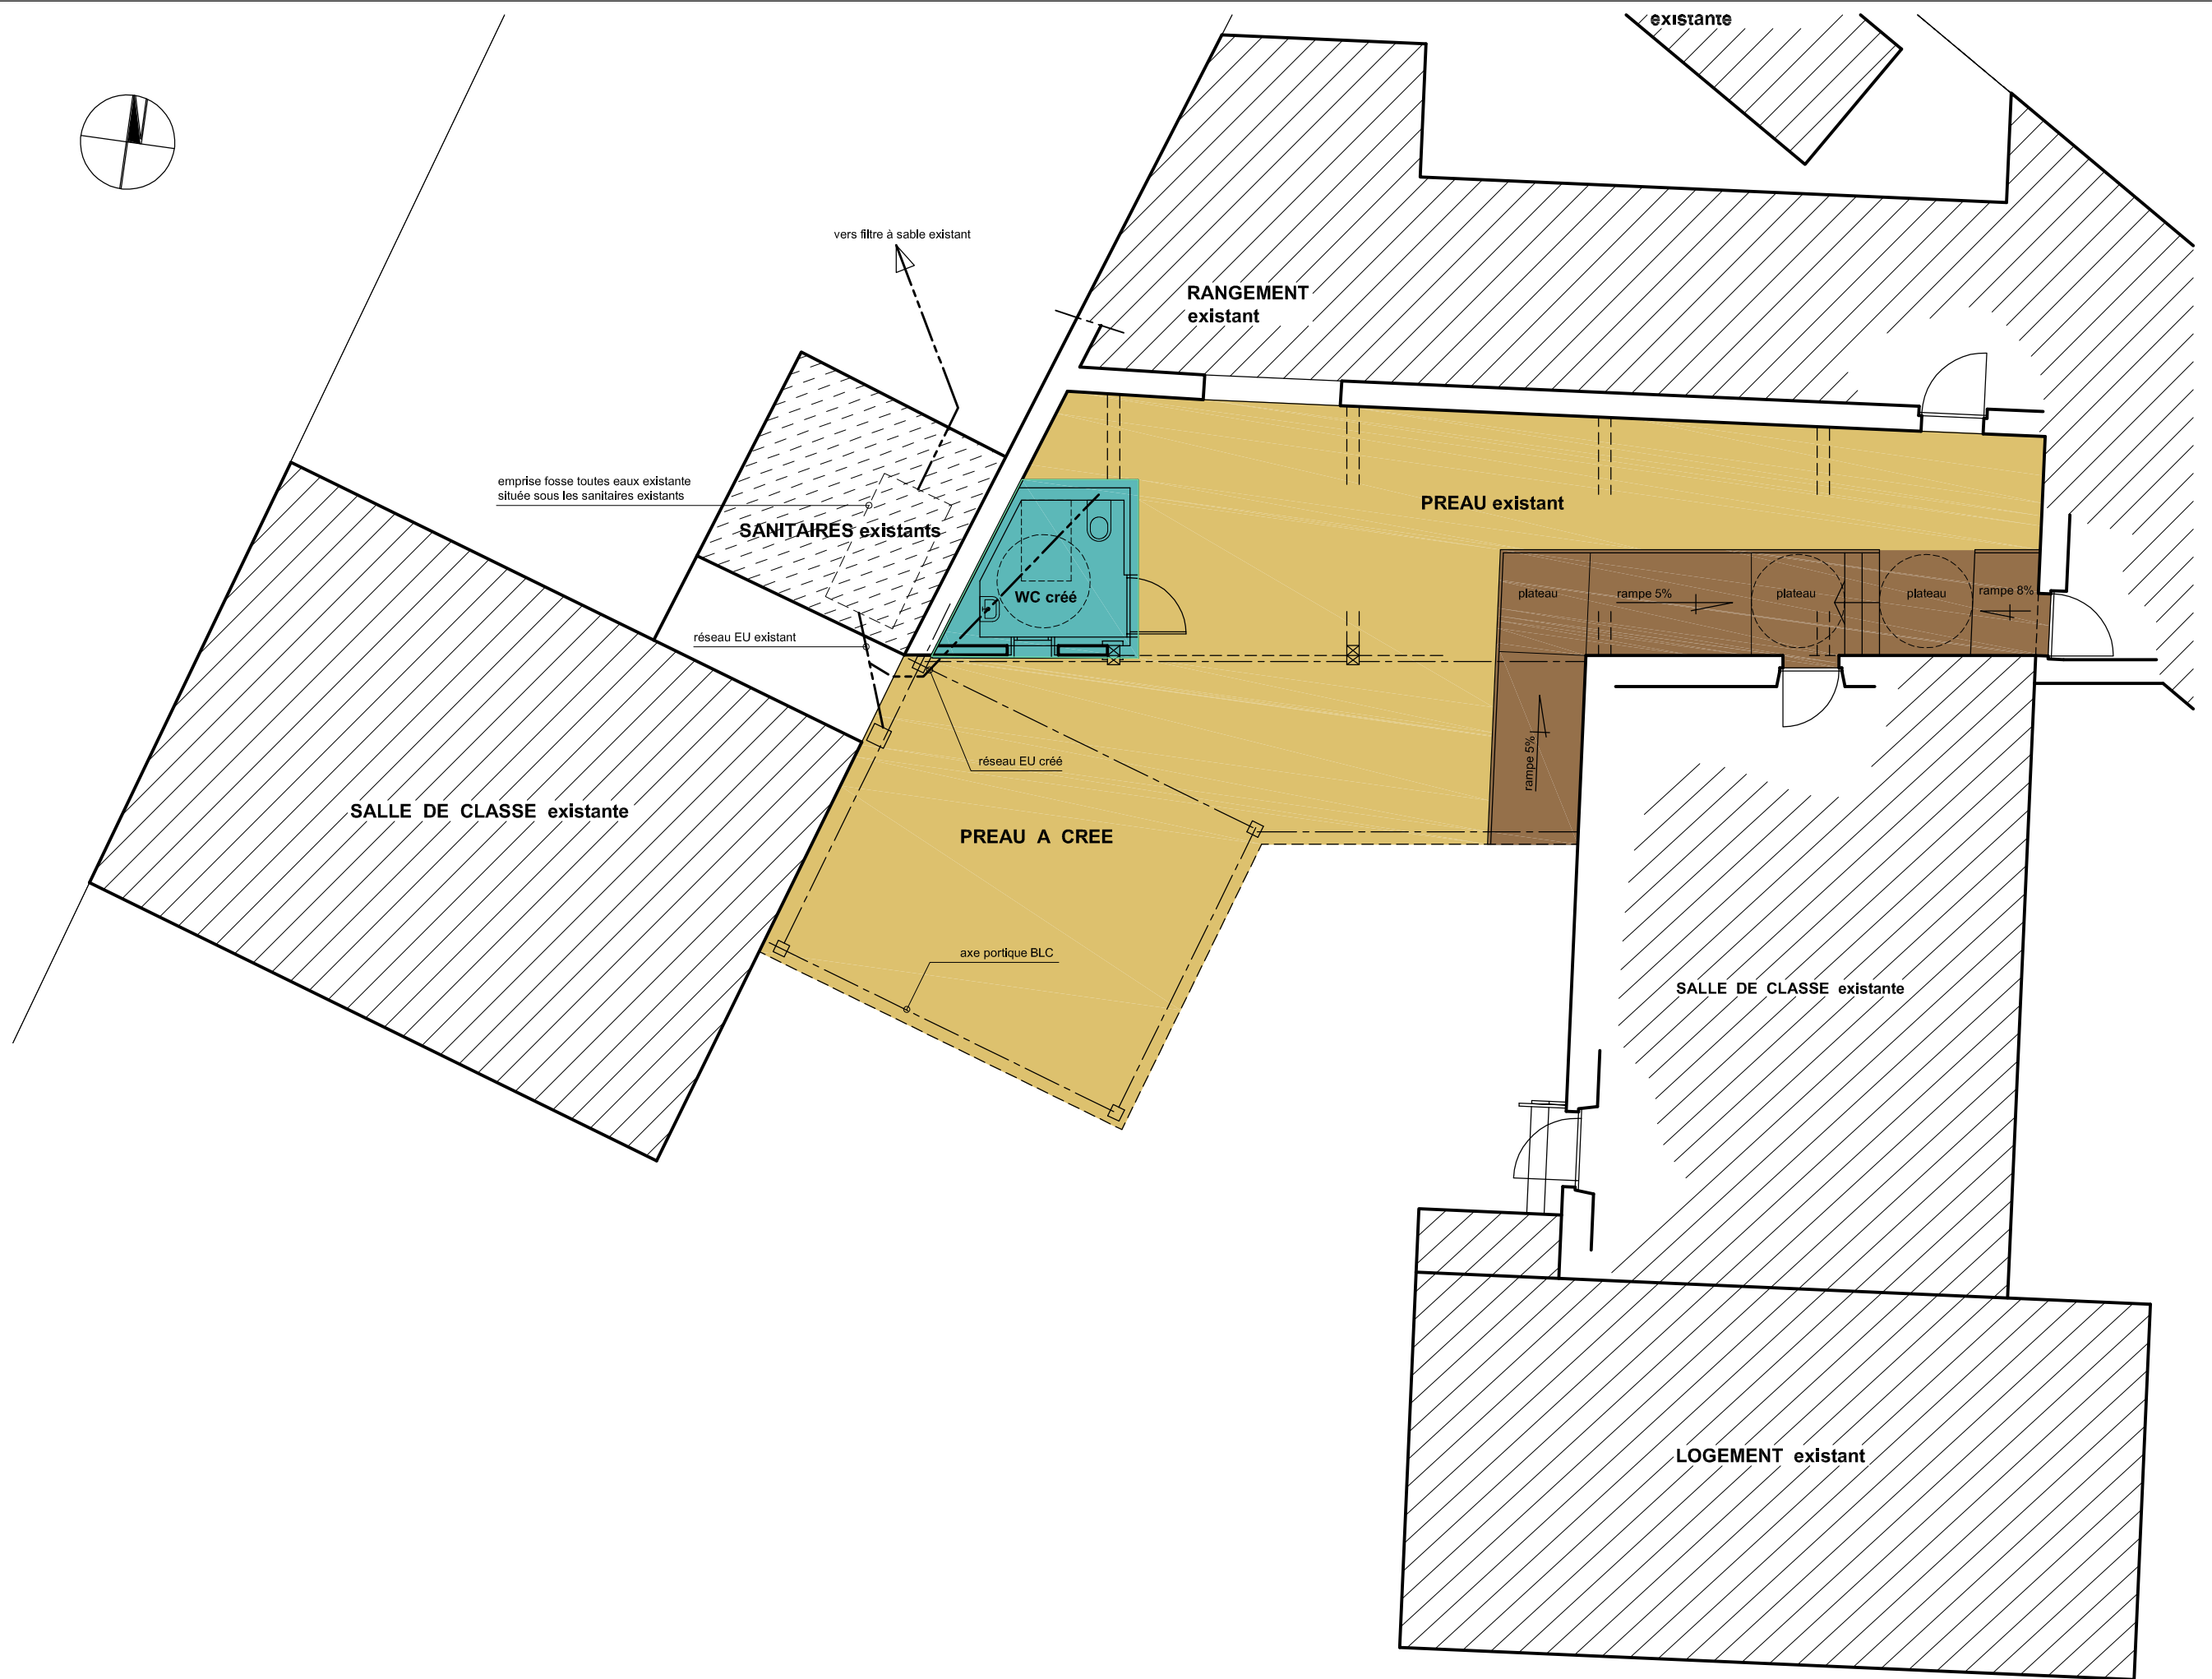 existante
vers filtre à sable existant
RANGEMENT
existant
emprise fosse toutes eaux existante
située sous les sanitaires existants
SANITAIRES existants
PREAU existant
WC créé
plateau
rampe 5%
plateau
plateau
rampe 8%
réseau EU existant
rampe 5%
réseau EU créé
SALLE DE CLASSE existante
PREAU A CREE
axe portique BLC
SALLE DE CLASSE existante
LOGEMENT existant